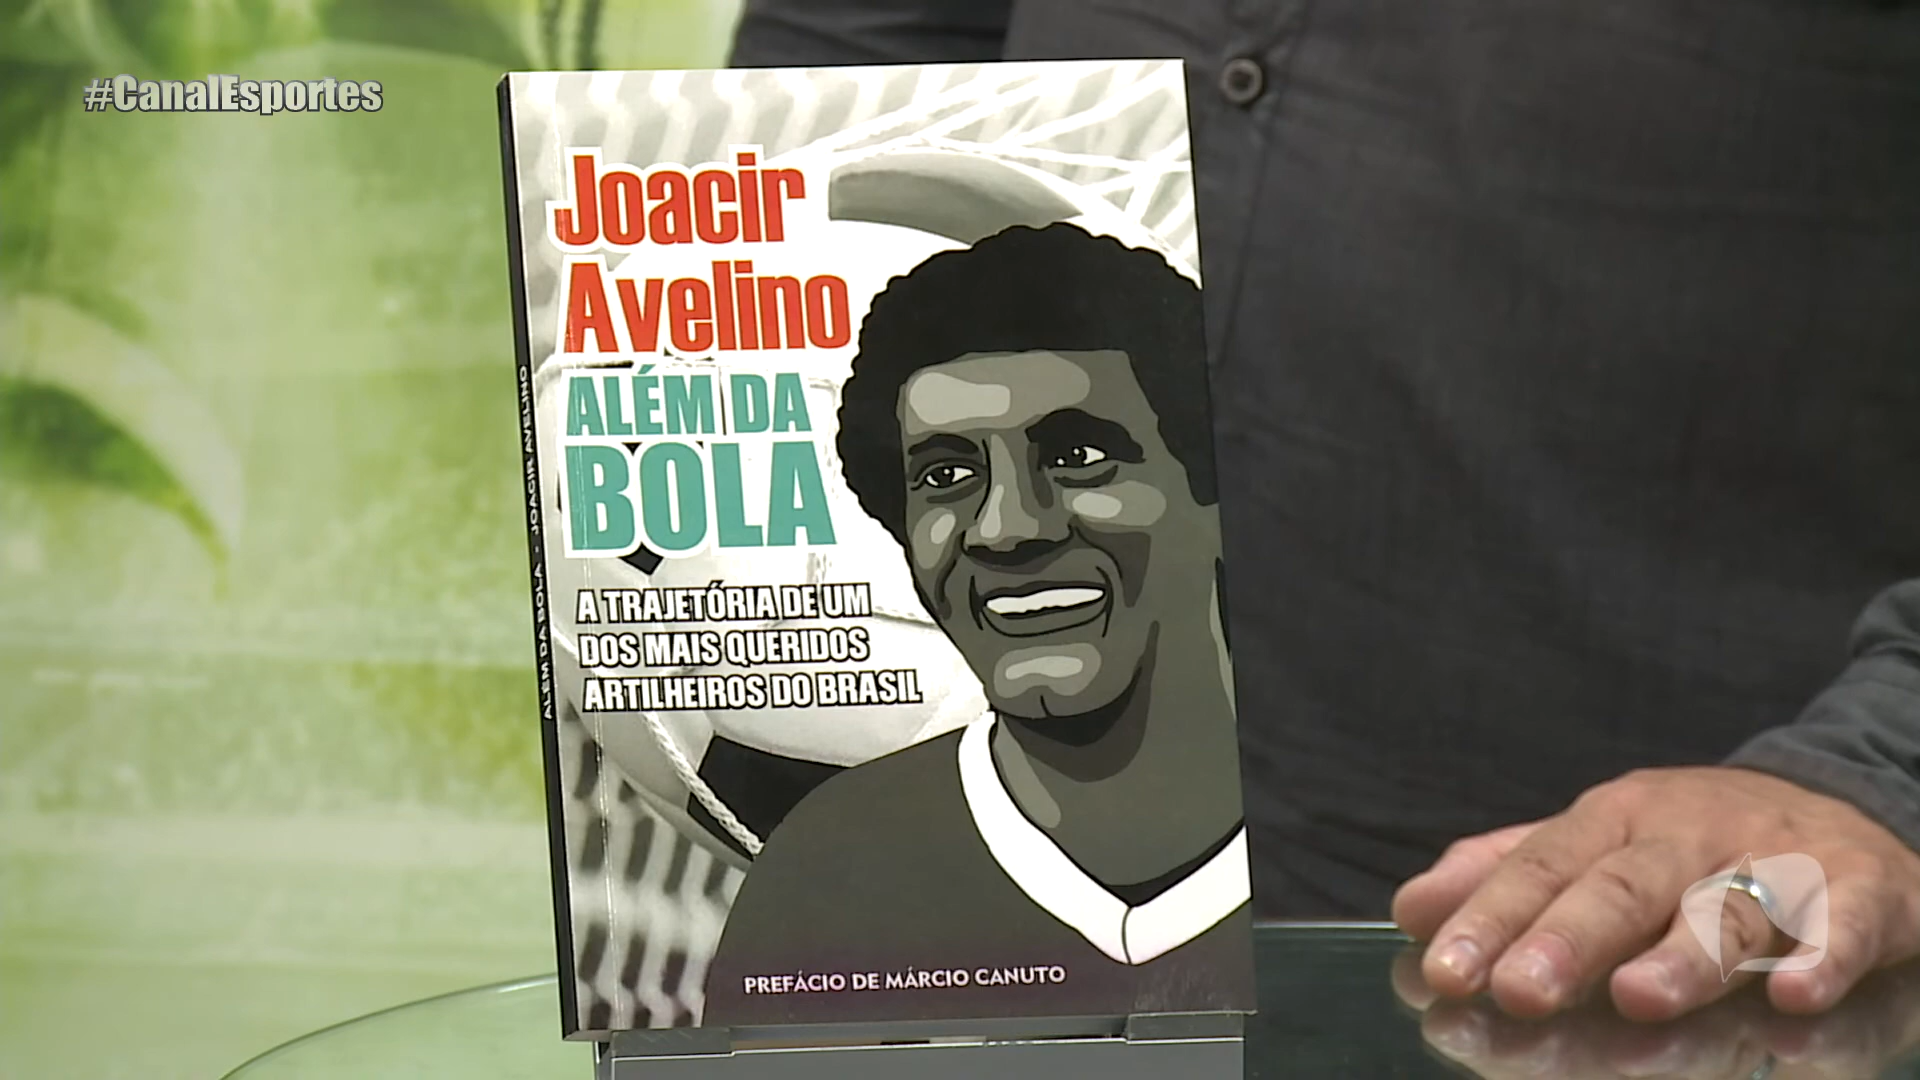 #CanalEsportes
Joacir
Avelino
ALÉM DA
BOLA
A TRAJETÓRIA DE UM
DOS MAIS QUERIDOS
ARTILHEIROS DO BRASIL
PREFÁCIO DE MÁRCIO CANUTO
ALÉM DA BOLA - JOACIR AVELINO